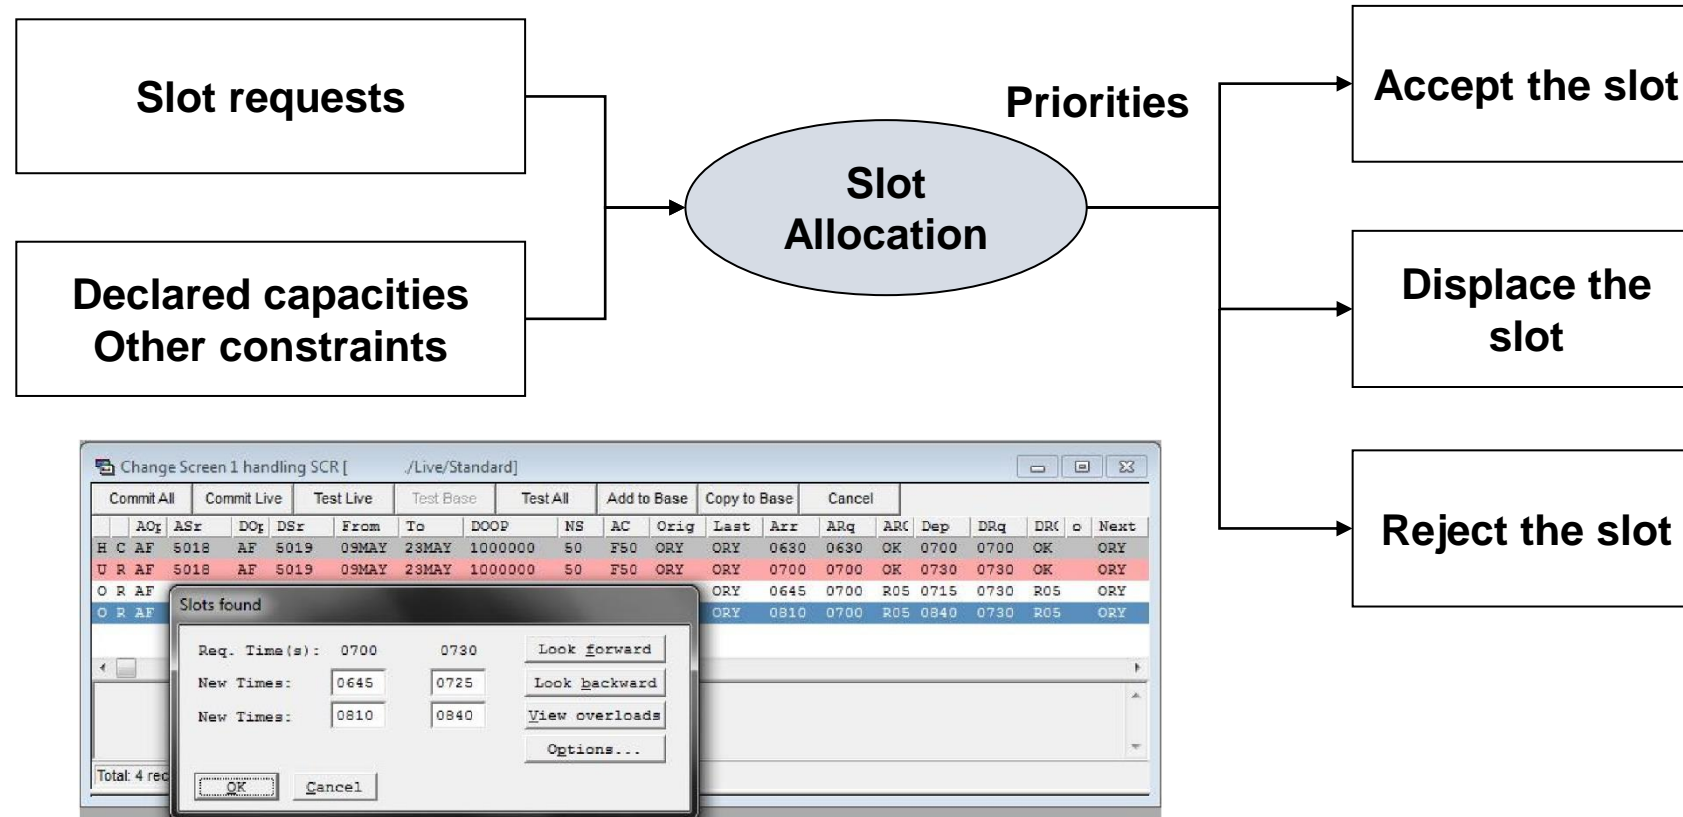 Slot requests
Declared capacities
Other constraints
Priorities
Slot
Allocation
Accept the slot
Displace the
slot
Reject the slot
Change Screen 1 handling SCR [ ./Live/Standard]
Commit All Commit Live Test Live Test Base Test All Add to Base Copy to Base Cancel
ASr DSr From To DOOP NS AC Orig Last Arr ARq Dep DRq o Next
H C AF 5018 AF 5019 09MAY 23MAY 1000000 50 F50 ORY ORY 0630 0630 OK 0700 0700 OK ORY
U R AF 5018 AF 5019 09MAY 23MAY 1000000 50 F50 ORY ORY 0700 0700 OK 0730 0730 OK ORY
O R AF ORY 0645 0700 R05 0715 0730 R05 ORY
O R AF ORY 0810 0700 R05 0840 0730 R05 ORY
Slots found
Req. Time(s): 0700 0730 Look forward
New Times: 0645 0725 Look backward
New Times: 0810 0840 View overloads
Options...
OK Cancel
Total: 4 rec